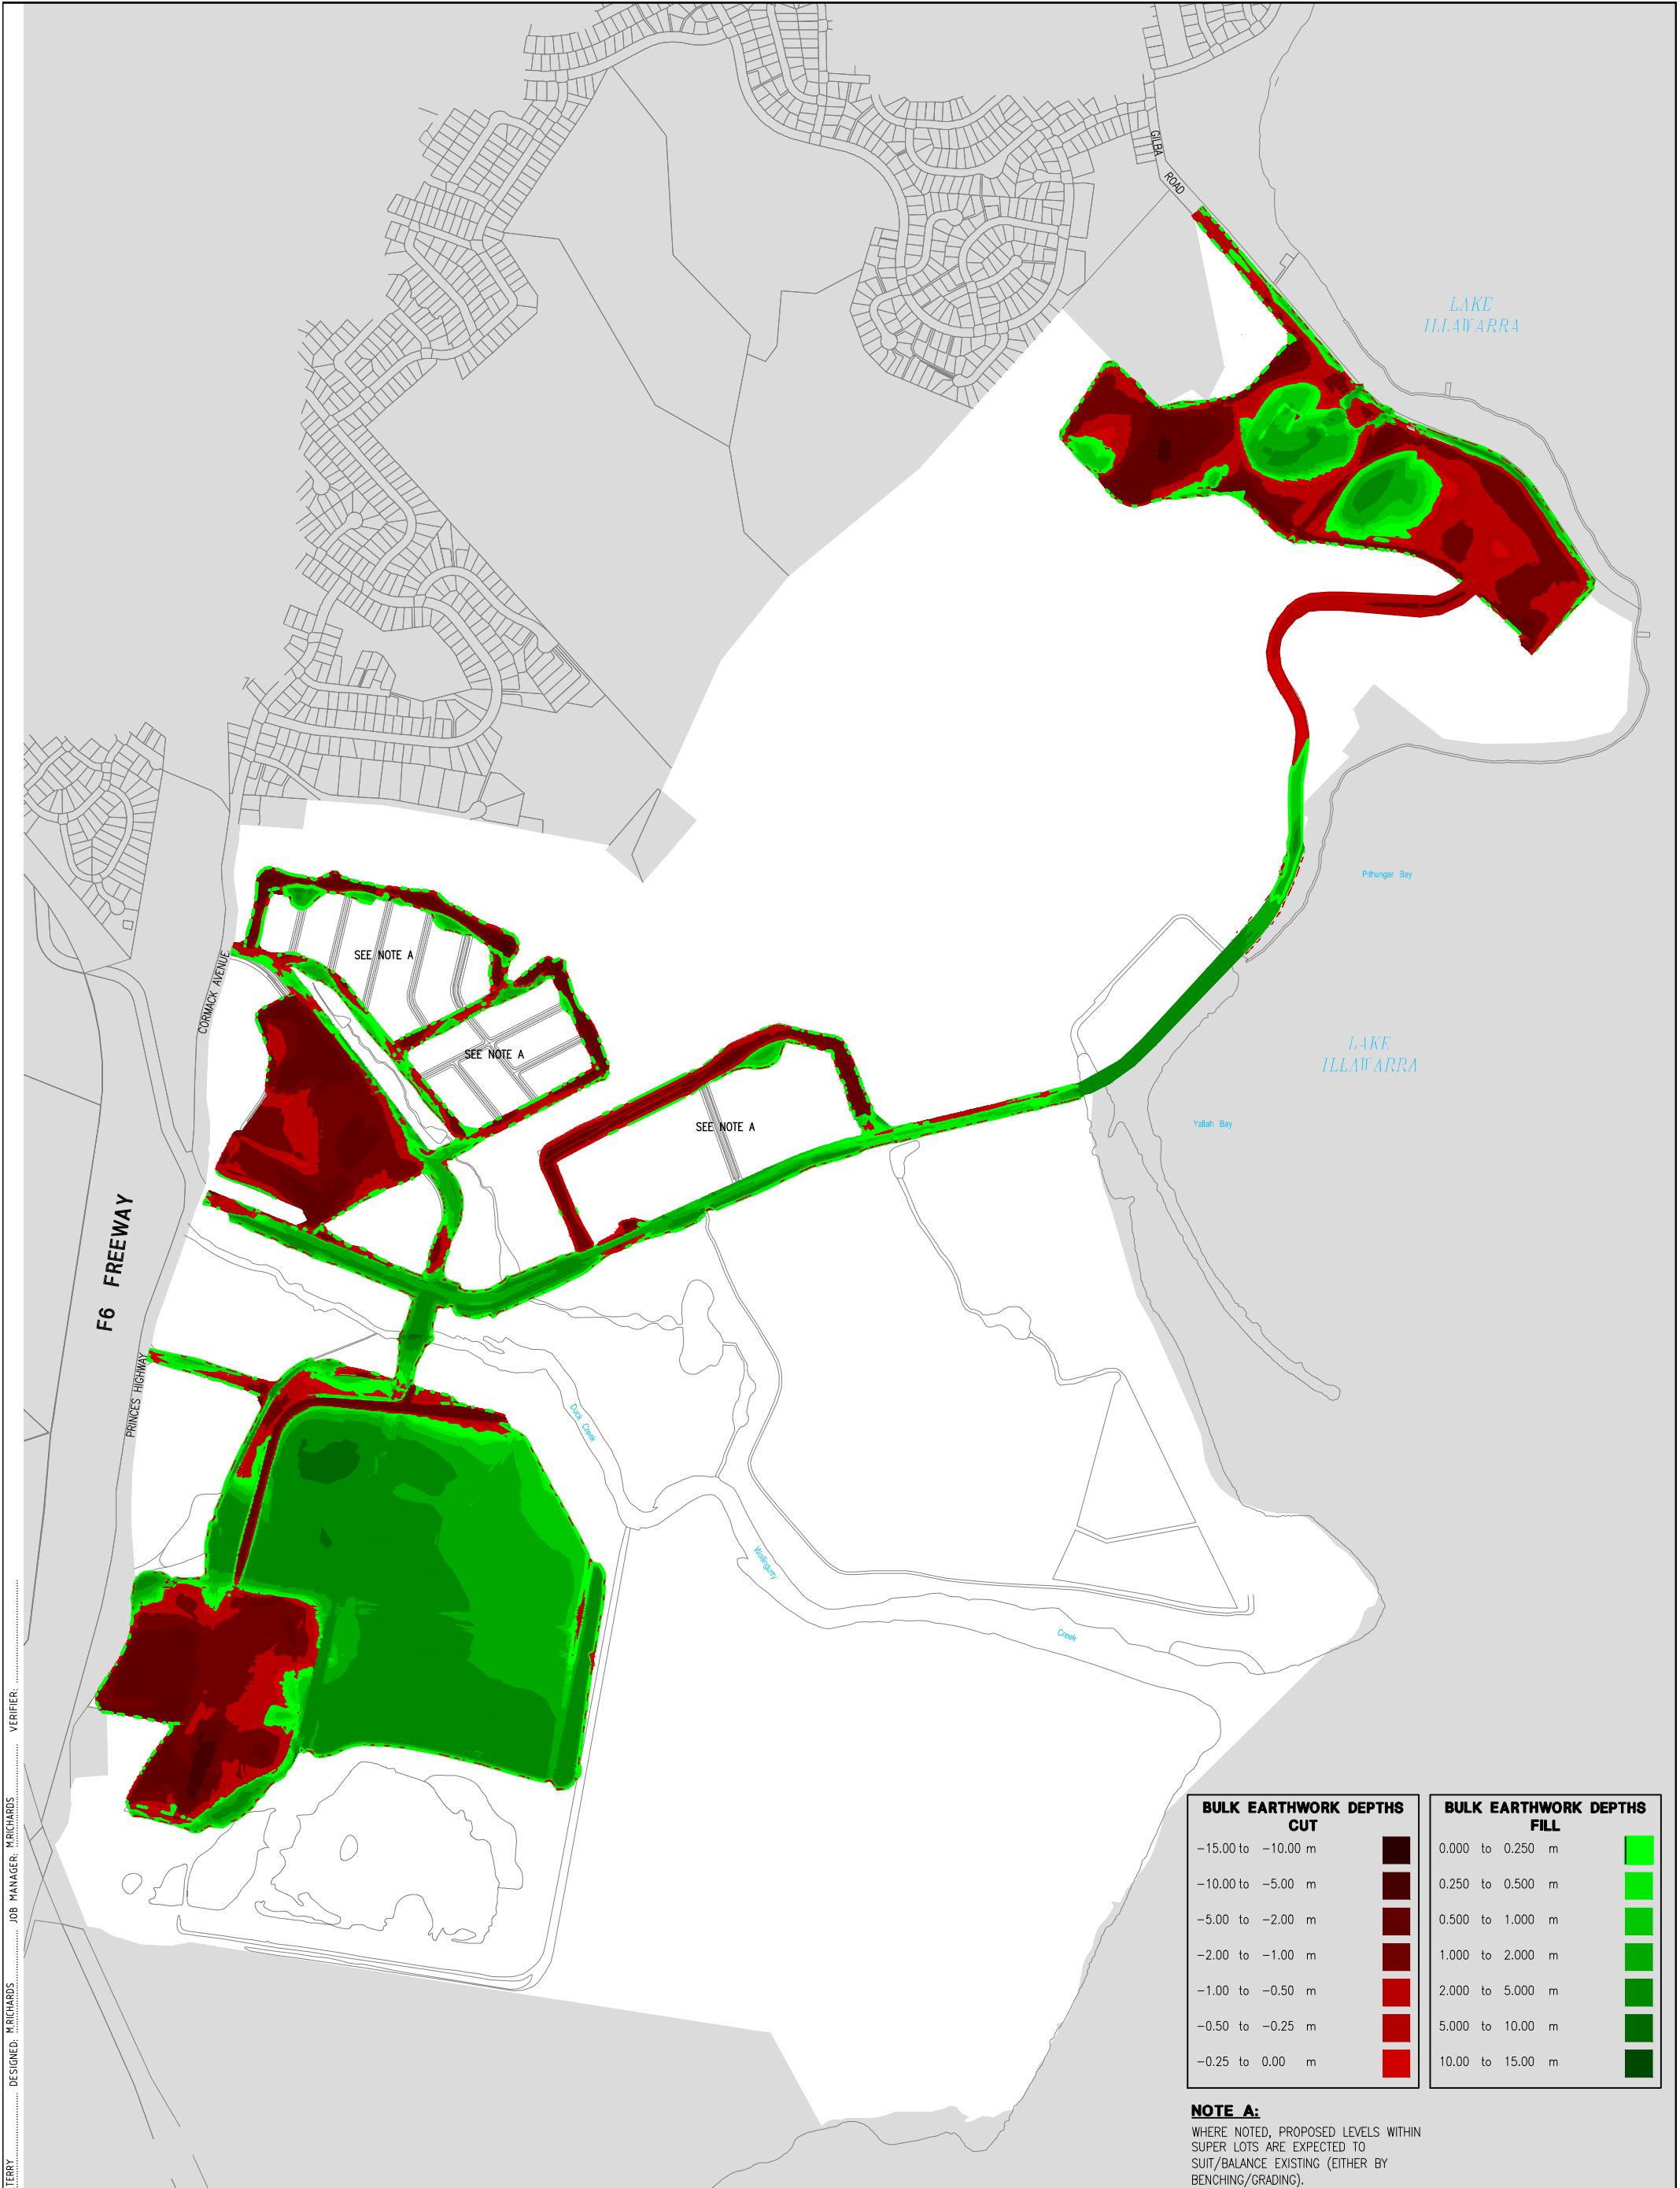 GILBA
ROAD
LAKE
ILLAWARRA
Pithungar Bay
CORMACK AVENUE
SEE NOTE A
SEE NOTE A
SEE NOTE A
LAKE
ILLAWARRA
Yallah Bay
F6 FREEWAY
PRINCES HIGHWAY
Duck Creek
Wollingurry
Creek
BULK EARTHWORK DEPTHS
CUT
-15.00 to -10.00 m
-10.00 to -5.00 m
-5.00 to -2.00 m
-2.00 to -1.00 m
-1.00 to -0.50 m
-0.50 to -0.25 m
-0.25 to 0.00 m
BULK EARTHWORK DEPTHS
FILL
0.000 to 0.250 m
0.250 to 0.500 m
0.500 to 1.000 m
1.000 to 2.000 m
2.000 to 5.000 m
5.000 to 10.00 m
10.00 to 15.00 m
NOTE A:
WHERE NOTED, PROPOSED LEVELS WITHIN
SUPER LOTS ARE EXPECTED TO
SUIT/BALANCE EXISTING (EITHER BY
BENCHING/GRADING).
TERRY DESIGNED: M.RICHARDS JOB MANAGER: M.RICHARDS VERIFIER: